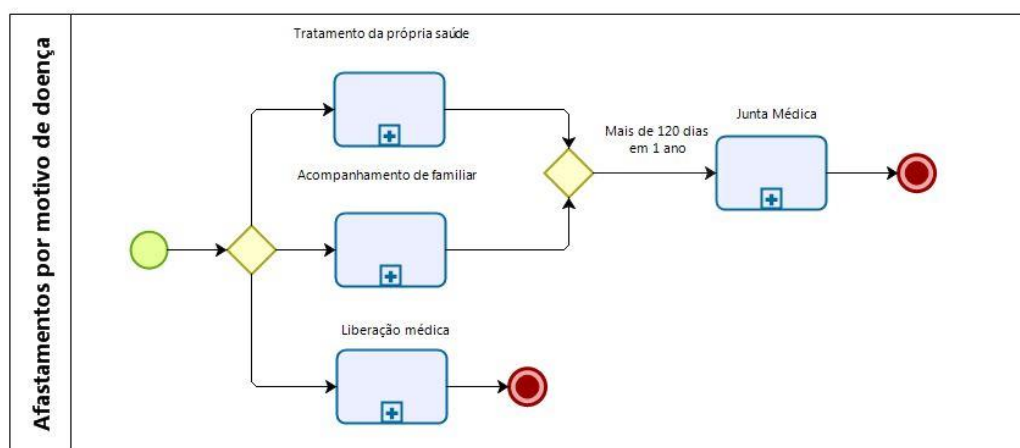 Afastamentos por motivo de doença
Tratamento da própria saúde
Acompanhamento de familiar
Liberação médica
Mais de 120 dias
em 1 ano
Junta Médica